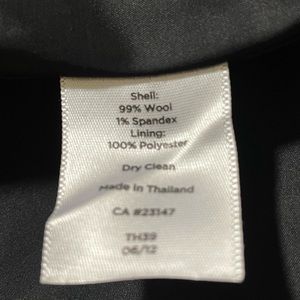 Shell:
99% Wool
1% Spandex
Lining:
100% Polyester
Dry Clean
Made in Thailand
CA #23147
TH39
06/12